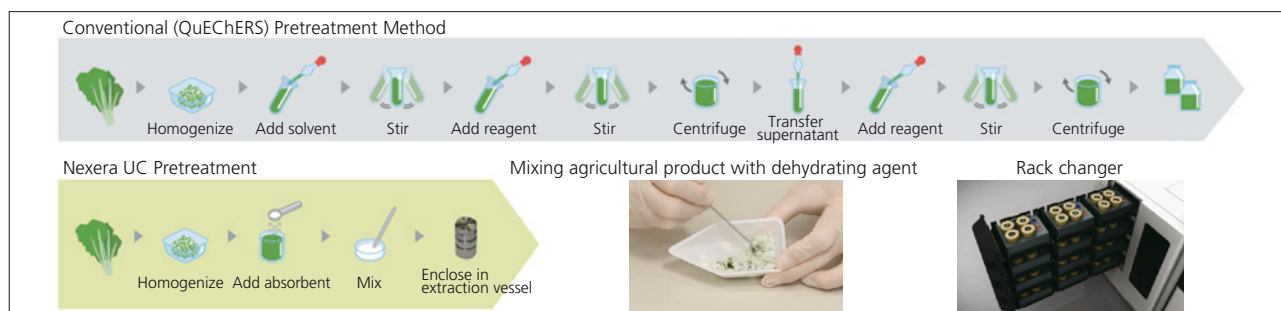 Conventional (QuEChERS) Pretreatment Method
Homogenize
Add solvent
Stir
Add reagent
Stir
Centrifuge
Transfer
supernatant
Add reagent
Stir
Centrifuge
Nexera UC Pretreatment
Homogenize
Add absorbent
Mix
Enclose in
extraction vessel
Mixing agricultural product with dehydrating agent
Rack changer